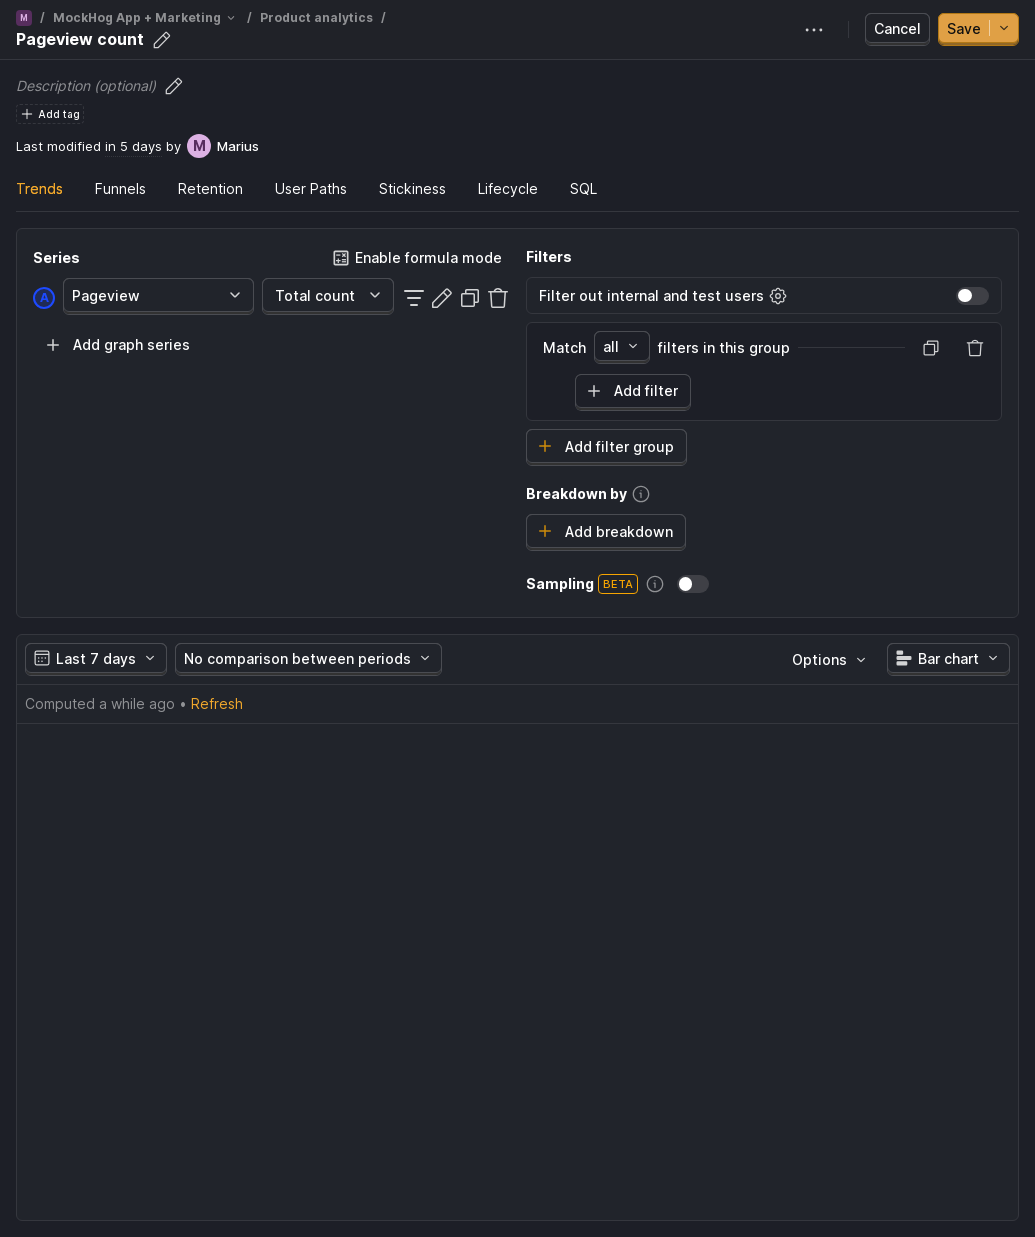 M / MockHog App + Marketing / Product analytics /
Pageview count
Cancel
Save
Description (optional)
Add tag
Last modified in 5 days by M Marius
Trends Funnels Retention User Paths Stickiness Lifecycle SQL
Series
Enable formula mode
A Pageview Total count
Add graph series
Filters
Filter out internal and test users
Match all filters in this group
Add filter
Add filter group
Breakdown by
Add breakdown
Sampling BETA
Last 7 days No comparison between periods Options Bar chart
Computed a while ago • Refresh